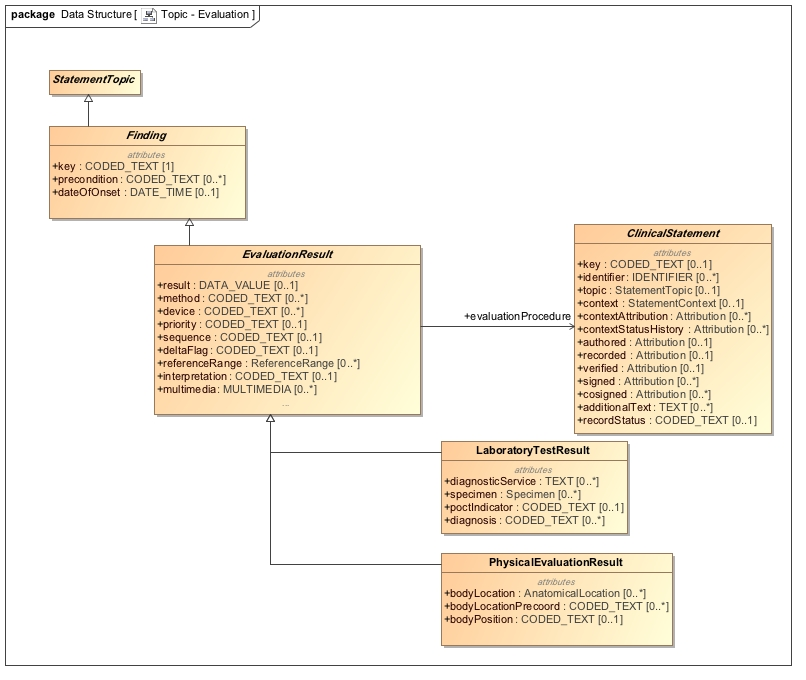 package Data Structure [ Topic - Evaluation ]
StatementTopic
Finding
attributes
+key : CODED_TEXT [1]
+precondition : CODED_TEXT [0..*]
+dateOfOnset : DATE_TIME [0..1]
EvaluationResult
attributes
+result : DATA_VALUE [0..1]
+method : CODED_TEXT [0..*]
+device : CODED_TEXT [0..*]
+priority : CODED_TEXT [0..1]
+sequence : CODED_TEXT [0..1]
+deltaFlag : CODED_TEXT [0..1]
+referenceRange : ReferenceRange [0..*]
+interpretation : CODED_TEXT [0..1]
+multimedia : MULTIMEDIA [0..*]
...
+evaluationProcedure
ClinicalStatement
attributes
+key : CODED_TEXT [0..1]
+identifier : IDENTIFIER [0..*]
+topic : StatementTopic [0..1]
+context : StatementContext [0..1]
+contextAttribution : Attribution [0..*]
+contextStatusHistory : Attribution [0..*]
+authored : Attribution [0..1]
+recorded : Attribution [0..1]
+verified : Attribution [0..1]
+signed : Attribution [0..*]
+cosigned : Attribution [0..*]
+additionalText : TEXT [0..*]
+recordStatus : CODED_TEXT [0..1]
LaboratoryTestResult
attributes
+diagnosticService : TEXT [0..*]
+specimen : Specimen [0..*]
+poctIndicator : CODED_TEXT [0..1]
+diagnosis : CODED_TEXT [0..*]
PhysicalEvaluationResult
attributes
+bodyLocation : AnatomicalLocation [0..*]
+bodyLocationPrecoord : CODED_TEXT [0..*]
+bodyPosition : CODED_TEXT [0..1]